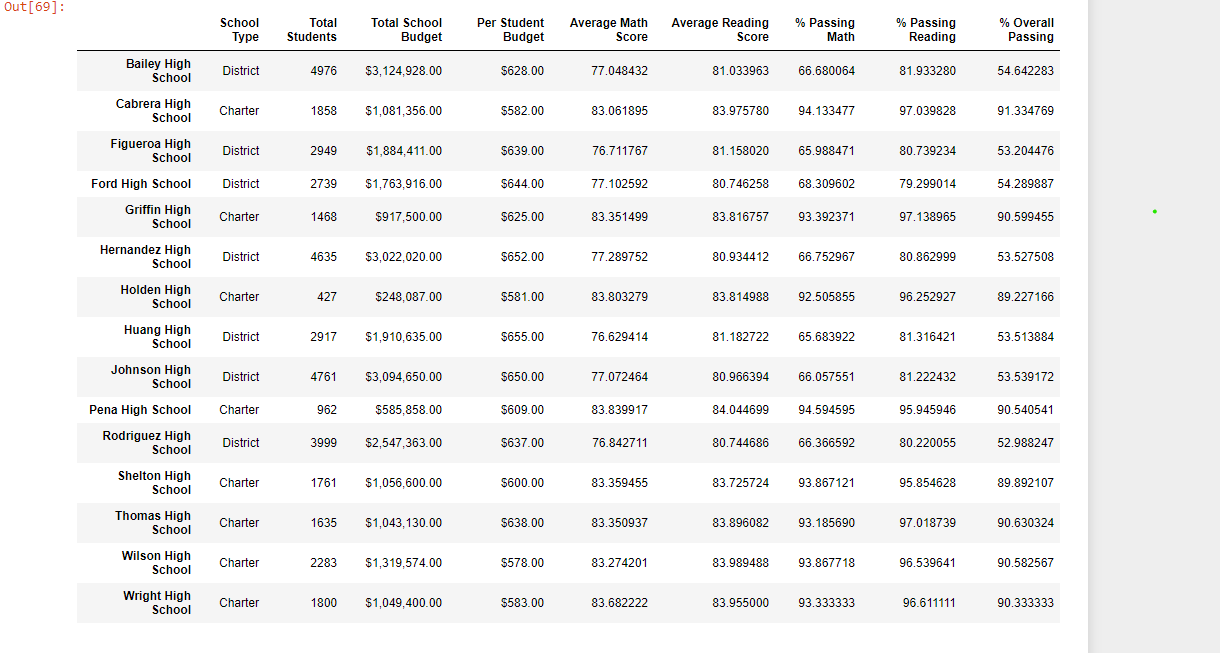 Out[69]:
School Type Total Students Total School Budget Per Student Budget Average Math Score Average Reading Score % Passing Math % Passing Reading % Overall Passing
Bailey High School District 4976 $3,124,928.00 $628.00 77.048432 81.033963 66.680064 81.933280 54.642283
Cabrera High School Charter 1858 $1,081,356.00 $582.00 83.061895 83.975780 94.133477 97.039828 91.334769
Figueroa High School District 2949 $1,884,411.00 $639.00 76.711767 81.158020 65.988471 80.739234 53.204476
Ford High School District 2739 $1,763,916.00 $644.00 77.102592 80.746258 68.309602 79.299014 54.289887
Griffin High School Charter 1468 $917,500.00 $625.00 83.351499 83.816757 93.392371 97.138965 90.599455
Hernandez High School District 4635 $3,022,020.00 $652.00 77.289752 80.934412 66.752967 80.862999 53.527508
Holden High School Charter 427 $248,087.00 $581.00 83.803279 83.814988 92.505855 96.252927 89.227166
Huang High School District 2917 $1,910,635.00 $655.00 76.629414 81.182722 65.683922 81.316421 53.513884
Johnson High School District 4761 $3,094,650.00 $650.00 77.072464 80.966394 66.057551 81.222432 53.539172
Pena High School Charter 962 $585,858.00 $609.00 83.839917 84.044699 94.594595 95.945946 90.540541
Rodriguez High School District 3999 $2,547,363.00 $637.00 76.842711 80.744686 66.366592 80.220055 52.988247
Shelton High School Charter 1761 $1,056,600.00 $600.00 83.359455 83.725724 93.867121 95.854628 89.892107
Thomas High School Charter 1635 $1,043,130.00 $638.00 83.350937 83.896082 93.185690 97.018739 90.630324
Wilson High School Charter 2283 $1,319,574.00 $578.00 83.274201 83.989488 93.867718 96.539641 90.582567
Wright High School Charter 1800 $1,049,400.00 $583.00 83.682222 83.955000 93.333333 96.611111 90.333333